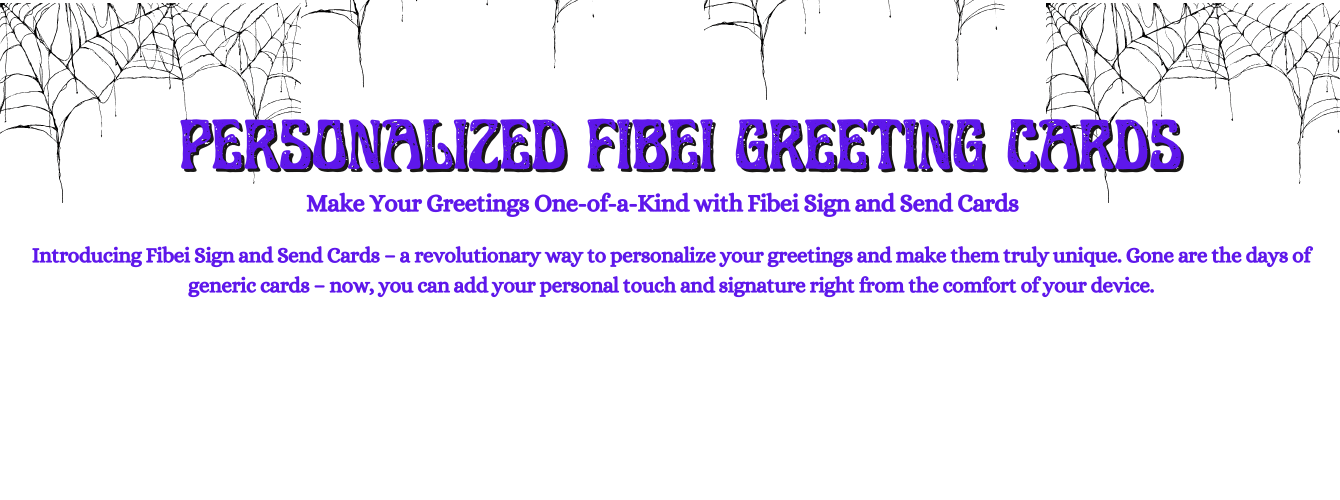 PERSONALIZED FIBEI GREETING CARDS
Make Your Greetings One-of-a-Kind with Fibei Sign and Send Cards
Introducing Fibei Sign and Send Cards – a revolutionary way to personalize your greetings and make them truly unique. Gone are the days of
generic cards – now, you can add your personal touch and signature right from the comfort of your device.